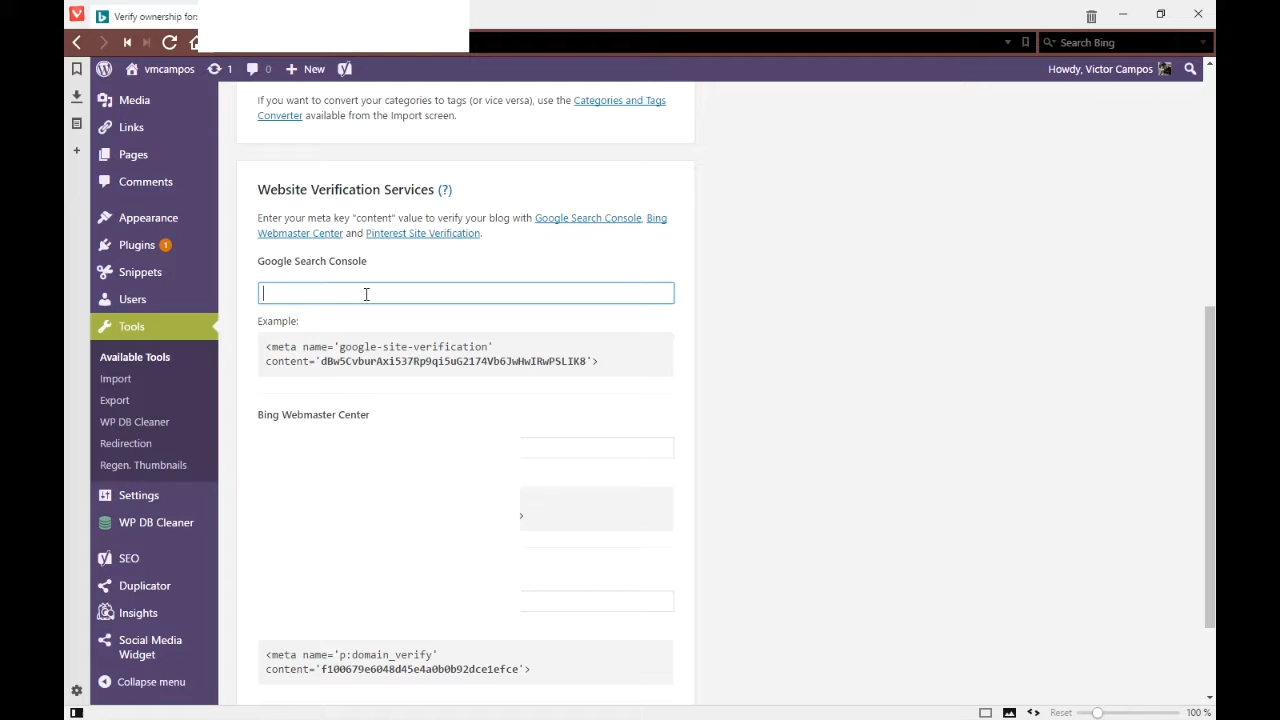 Verify ownership for:
Search Bing
vmcampos
1
0
New
Howdy, Victor Campos
Media
Links
Pages
Comments
Appearance
Plugins 1
Snippets
Users
Tools
Available Tools
Import
Export
WP DB Cleaner
Redirection
Regen. Thumbnails
Settings
WP DB Cleaner
SEO
Duplicator
Insights
Social Media
Widget
Collapse menu
If you want to convert your categories to tags (or vice versa), use the Categories and Tags
Converter available from the Import screen.
Website Verification Services (?)
Enter your meta key "content" value to verify your blog with Google Search Console, Bing
Webmaster Center and Pinterest Site Verification.
Google Search Console
Example:
<meta name='google-site-verification'
content='dBw5CvburAxi537Rp9qi5uG2174Vb6JwHwIRwPSLIK8'>
Bing Webmaster Center
>
<meta name='p:domain_verify'
content='f100679e6048d45e4a0b0b92dce1efce'>
Reset
100 %